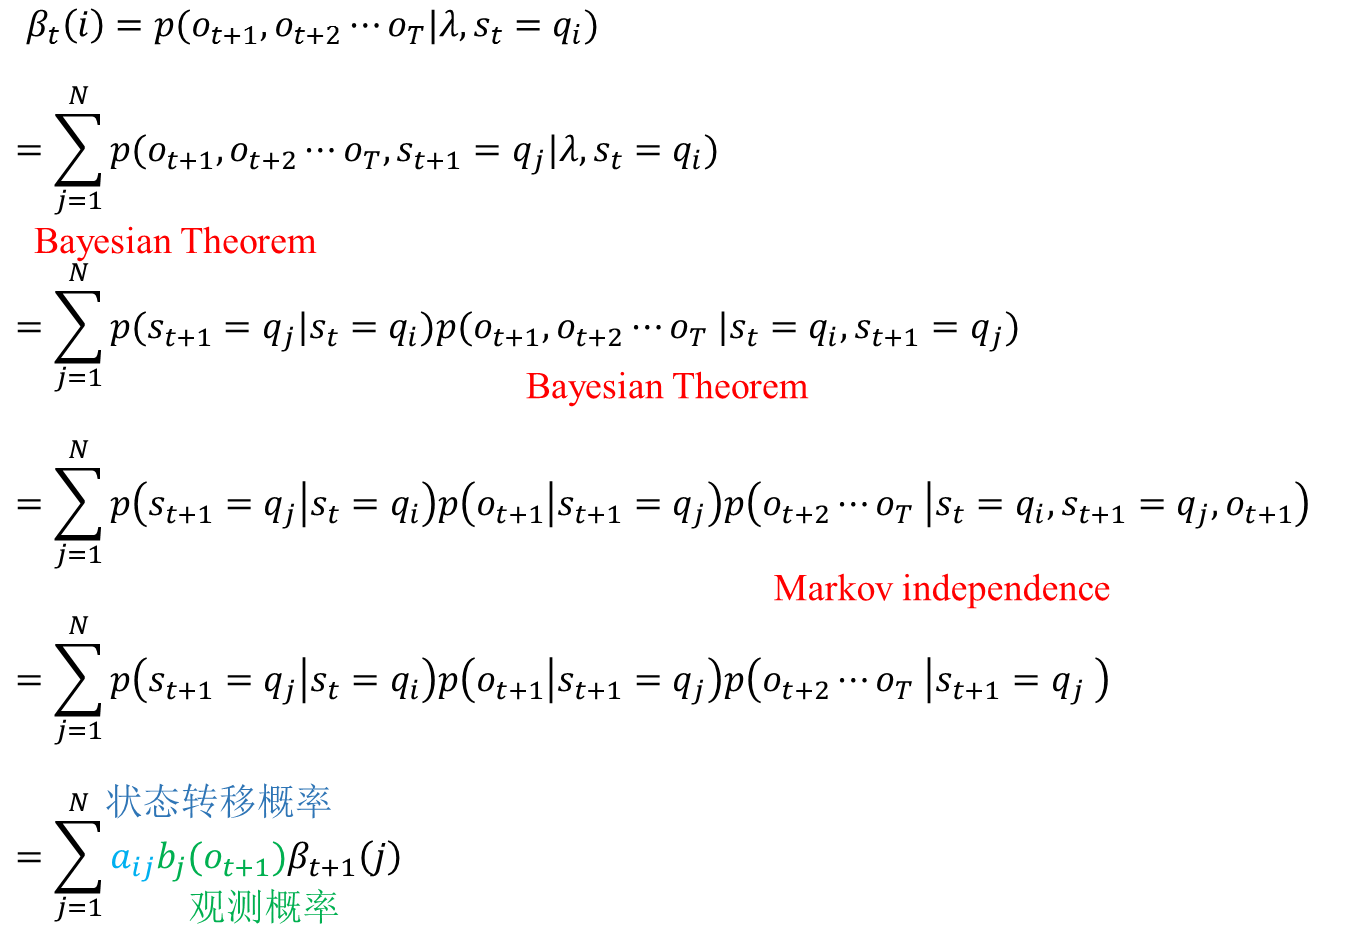 β_t(i) = p(o_{t+1}, o_{t+2} ⋯ o_T|λ, s_t = q_i)
= ∑_{j=1}^{N} p(o_{t+1}, o_{t+2} ⋯ o_T, s_{t+1} = q_j|λ, s_t = q_i)
Bayesian Theorem
= ∑_{j=1}^{N} p(s_{t+1} = q_j|s_t = q_i)p(o_{t+1}, o_{t+2} ⋯ o_T |s_t = q_i, s_{t+1} = q_j)
Bayesian Theorem
= ∑_{j=1}^{N} p(s_{t+1} = q_j|s_t = q_i)p(o_{t+1}|s_{t+1} = q_j)p(o_{t+2} ⋯ o_T |s_t = q_i, s_{t+1} = q_j, o_{t+1})
Markov independence
= ∑_{j=1}^{N} p(s_{t+1} = q_j|s_t = q_i)p(o_{t+1}|s_{t+1} = q_j)p(o_{t+2} ⋯ o_T |s_{t+1} = q_j )
状态转移概率
= ∑_{j=1}^{N} a_{ij}b_j(o_{t+1})β_{t+1}(j)
观测概率